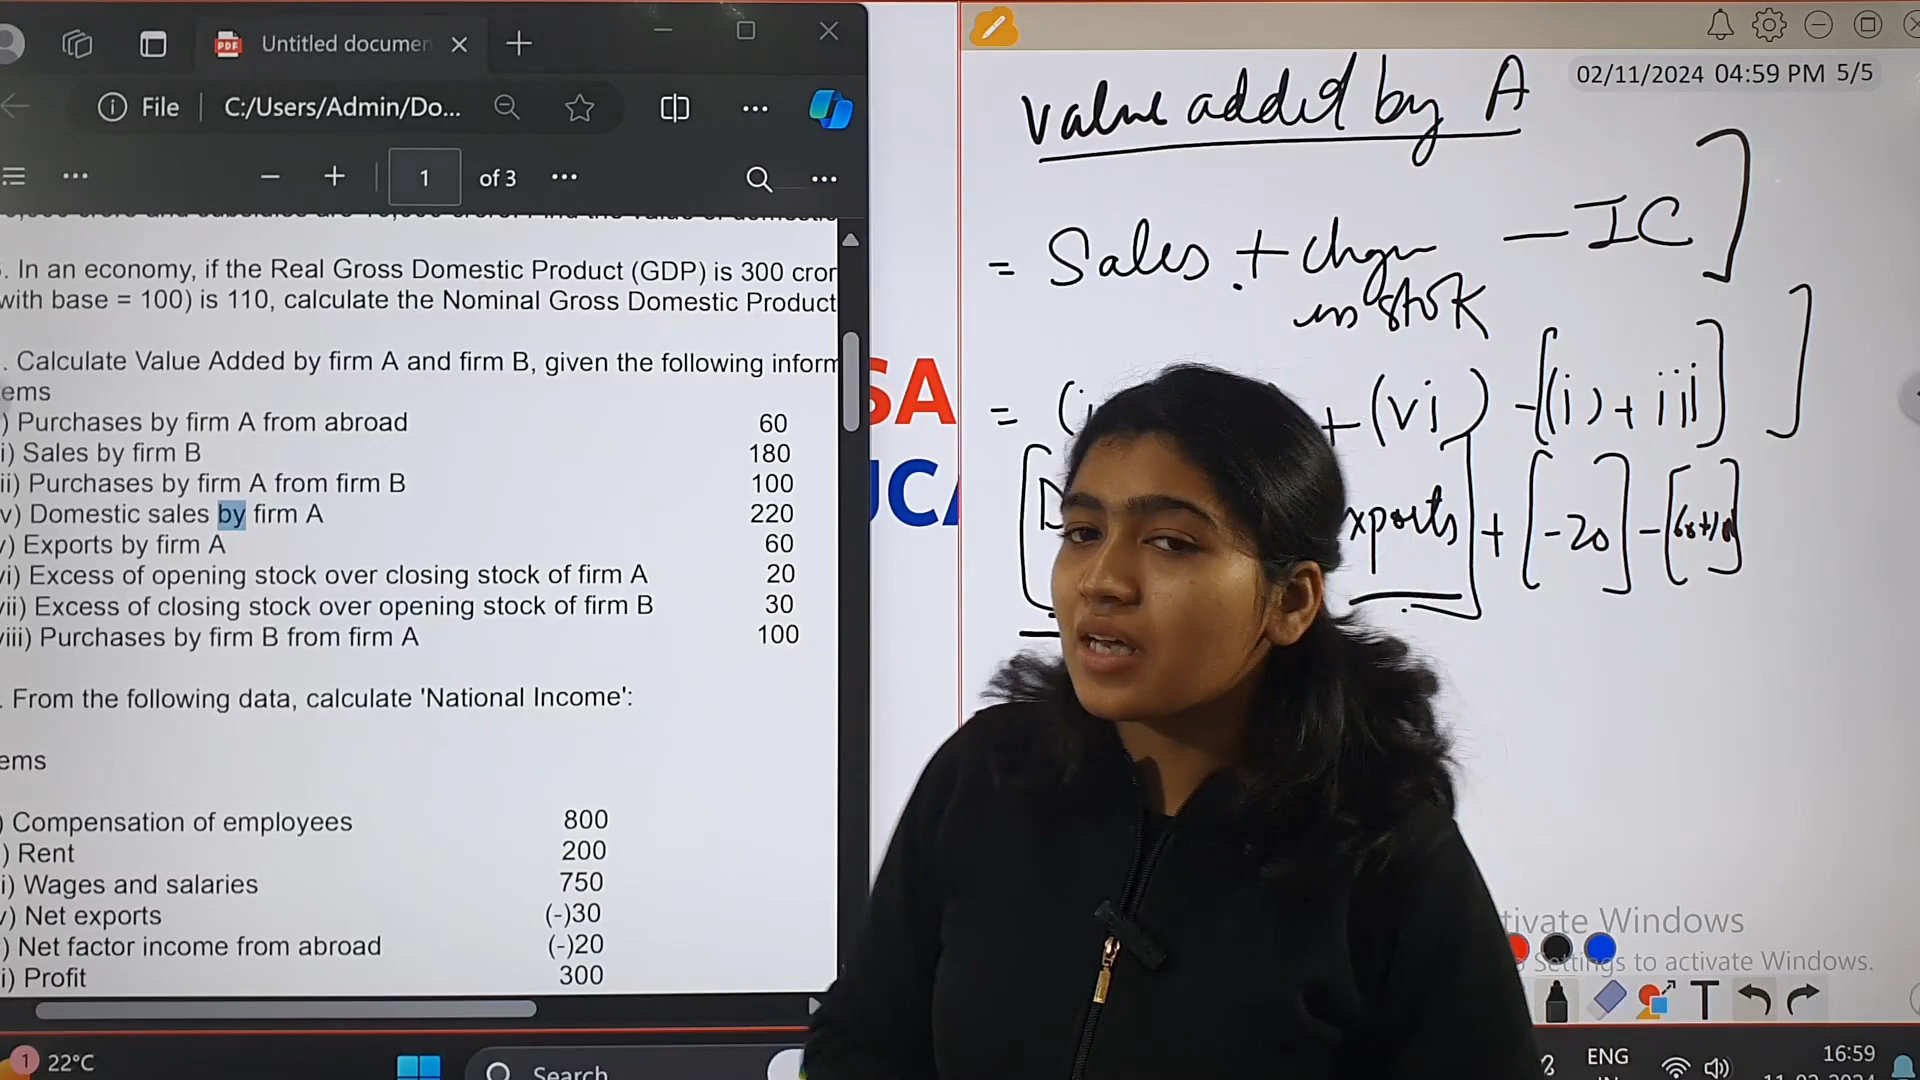 Untitled documen
File
C:/Users/Admin/Do...
1
of 3
. In an economy, if the Real Gross Domestic Product (GDP) is 300 cror
with base = 100) is 110, calculate the Nominal Gross Domestic Product
. Calculate Value Added by firm A and firm B, given the following inform
ems
) Purchases by firm A from abroad 60
i) Sales by firm B 180
ii) Purchases by firm A from firm B 100
v) Domestic sales by firm A 220
) Exports by firm A 60
vi) Excess of opening stock over closing stock of firm A 20
vii) Excess of closing stock over opening stock of firm B 30
viii) Purchases by firm B from firm A 100
. From the following data, calculate 'National Income':
ems
) Compensation of employees 800
) Rent 200
i) Wages and salaries 750
v) Net exports (-)30
) Net factor income from abroad (-)20
i) Profit 300
1
22°C
Search
SA
UCA
02/11/2024 04:59 PM 5/5
Value added by A
= Sales + chgn - IC]
in stock
= (i + (vi) - [(i) + iii]]
[D xports] + [-20] - [60+100]
tivate Windows
Settings to activate Windows.
T
ENG
IN
16:59